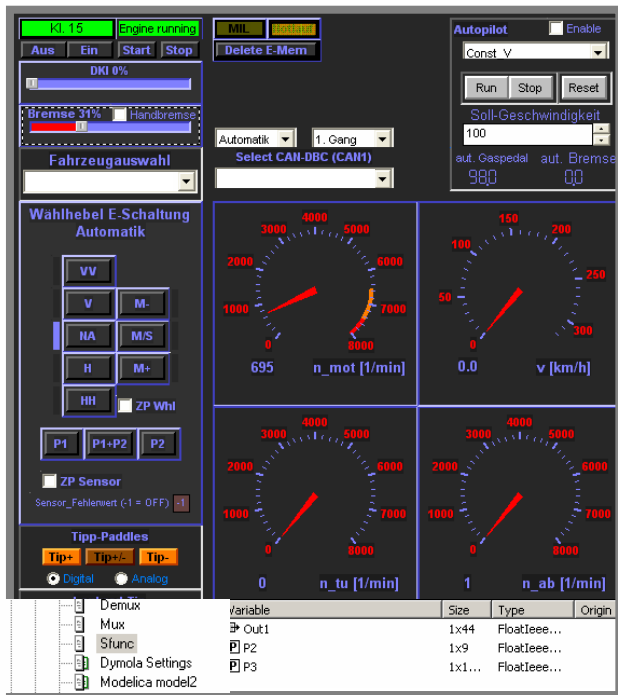 Kl. 15 Engine running
Aus Ein Start Stop
DKI 0%
Bremse 31% Handbremse
Fahrzeugauswahl
MIL
Delete E-Mem
Automatik 1. Gang
Select CAN-DBC (CAN1)
Autopilot Enable
Const V
Run Stop Reset
Soll-Geschwindigkeit
100
aut. Gaspedal aut. Bremse
98,0 0,0
Wählhebel E-Schaltung
Automatik
VV
V M-
NA M/S
H M+
HH ZP Whl
P1 P1+P2 P2
ZP Sensor
Sensor_Fehlerwert (-1 = OFF) -1
Tipp-Paddles
Tip+ Tip+/- Tip-
Digital Analog
0 1000 2000 3000 4000 5000 6000 7000 8000
695 n_mot [1/min]
0 50 100 150 200 250 300
0.0 v [km/h]
0 1000 2000 3000 4000 5000 6000 7000 8000
0 n_tu [1/min]
0 1000 2000 3000 4000 5000 6000 7000 8000
1 n_ab [1/min]
Demux
Mux
Sfunc
Dymola Settings
Modelica model2
Variable Size Type Origin
Out1 1x44 FloatIeee...
P2 1x9 FloatIeee...
P3 1x1... FloatIeee...